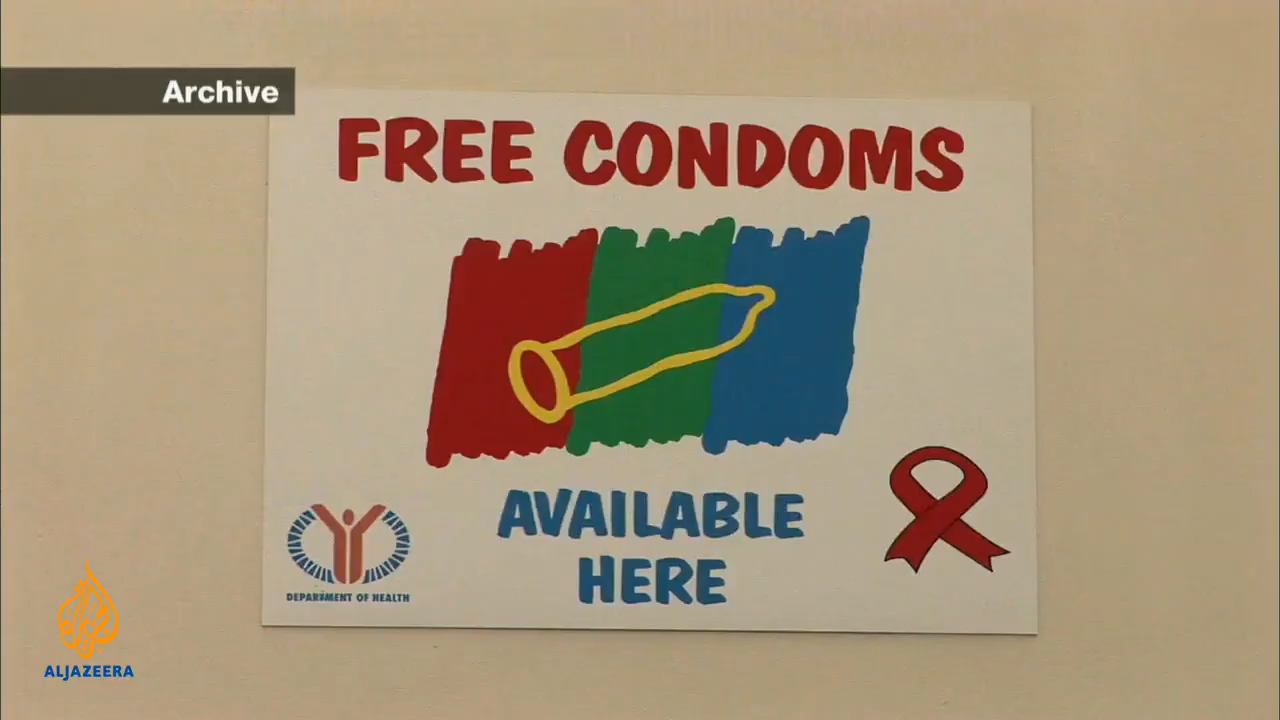 Archive
FREE CONDOMS
AVAILABLE
HERE
DEPARTMENT OF HEALTH
ALJAZEERA